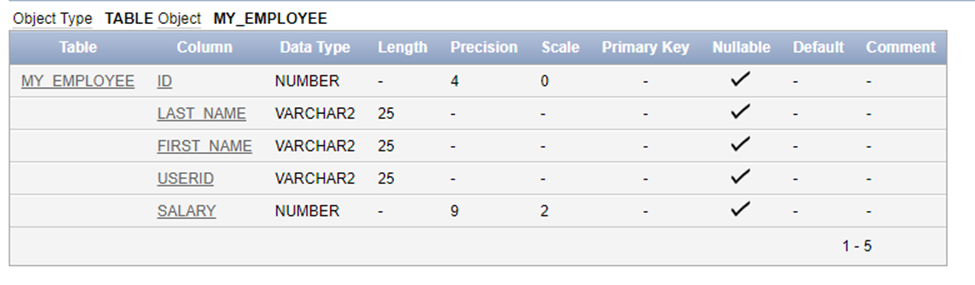 Object Type TABLE Object MY_EMPLOYEE
Table Column Data Type Length Precision Scale Primary Key Nullable Default Comment
MY_EMPLOYEE ID NUMBER - 4 0 - ✓ - -
LAST_NAME VARCHAR2 25 - - - ✓ - -
FIRST_NAME VARCHAR2 25 - - - ✓ - -
USERID VARCHAR2 25 - - - ✓ - -
SALARY NUMBER - 9 2 - ✓ - -
1 - 5